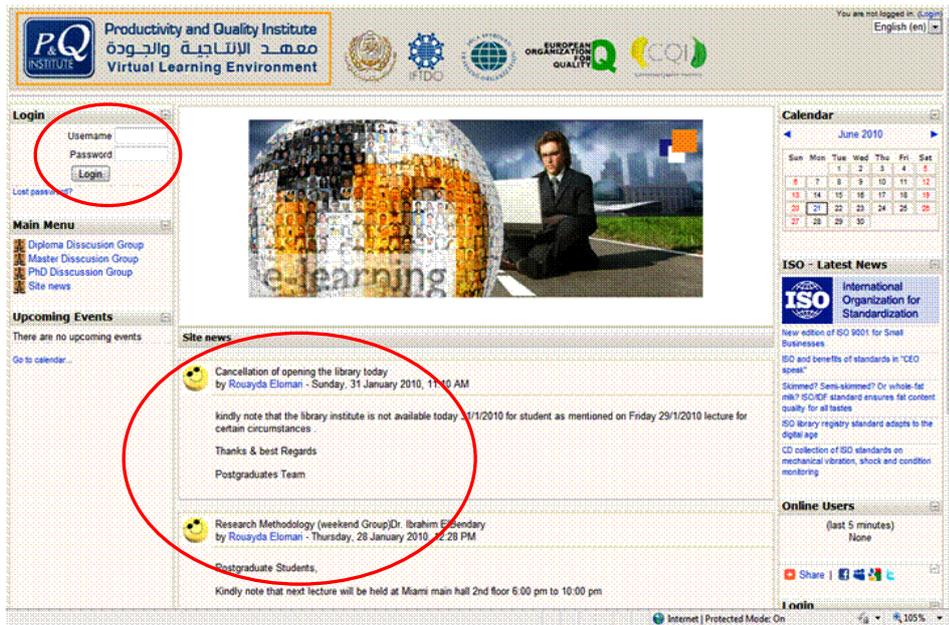 You are not logged in. (Login)
English (en)
P&Q
INSTITUTE
Productivity and Quality Institute
معهد الإنتاجية والجودة
Virtual Learning Environment
IFTDO
EUROPEAN
ORGANIZATION
FOR
QUALITY
CQI
Login
Username
Password
Login
Lost password?
Main Menu
Diploma Disscusion Group
Master Disscusion Group
PhD Disscussion Group
Site news
Upcoming Events
There are no upcoming events
Go to calendar...
e-learning
Site news
Cancellation of opening the library today
by Rouayda Eloman - Sunday, 31 January 2010, 11:10 AM
kindly note that the library institute is not available today 31/1/2010 for student as mentioned on Friday 29/1/2010 lecture for
certain circumstances .
Thanks & best Regards
Postgraduates Team
Research Methodology (weekend Group)Dr. Ibrahim ElBendary
by Rouayda Eloman - Thursday, 28 January 2010, 12:28 PM
Postgraduate Students,
Kindly note that next lecture will be held at Miami main hall 2nd floor 6:00 pm to 10:00 pm
Calendar
June 2010
Sun Mon Tue Wed Thu Fri Sat
1 2 3 4 5
6 7 8 9 10 11 12
13 14 15 16 17 18 19
20 21 22 23 24 25 26
27 28 29 30
ISO - Latest News
ISO
International
Organization for
Standardization
New edition of ISO 9001 for Small
Businesses
ISO and benefits of standards in "CEO
speak"
Skimmed? Semi-skimmed? Or whole-fat
milk? ISO/IDF standard ensures fat content
quality for all tastes
ISO library registry standard adapts to the
digital age
CD collection of ISO standards on
mechanical vibration, shock and condition
monitoring
Online Users
(last 5 minutes)
None
Share |
Login
Internet | Protected Mode: On
105%